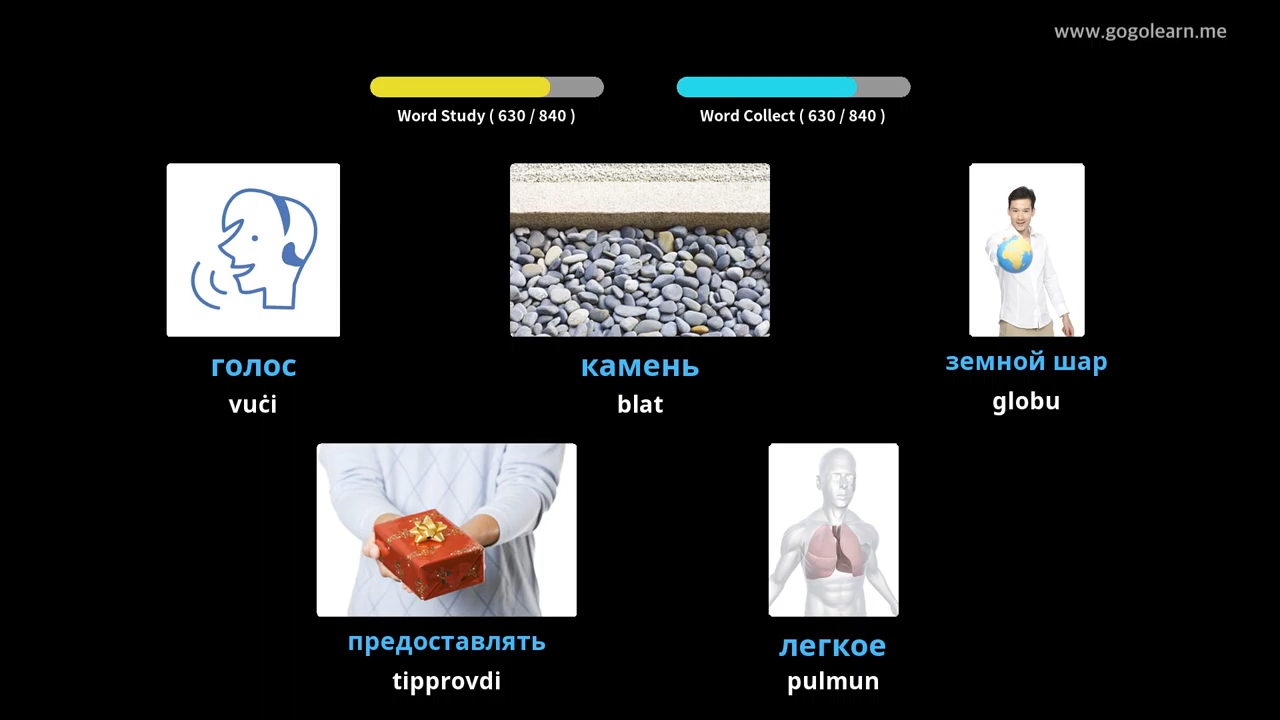 www.gogolearn.me
Word Study ( 630 / 840 )
Word Collect ( 630 / 840 )
голос
vuċi
камень
blat
земной шар
globu
предоставлять
tipprovdi
легкое
pulmun